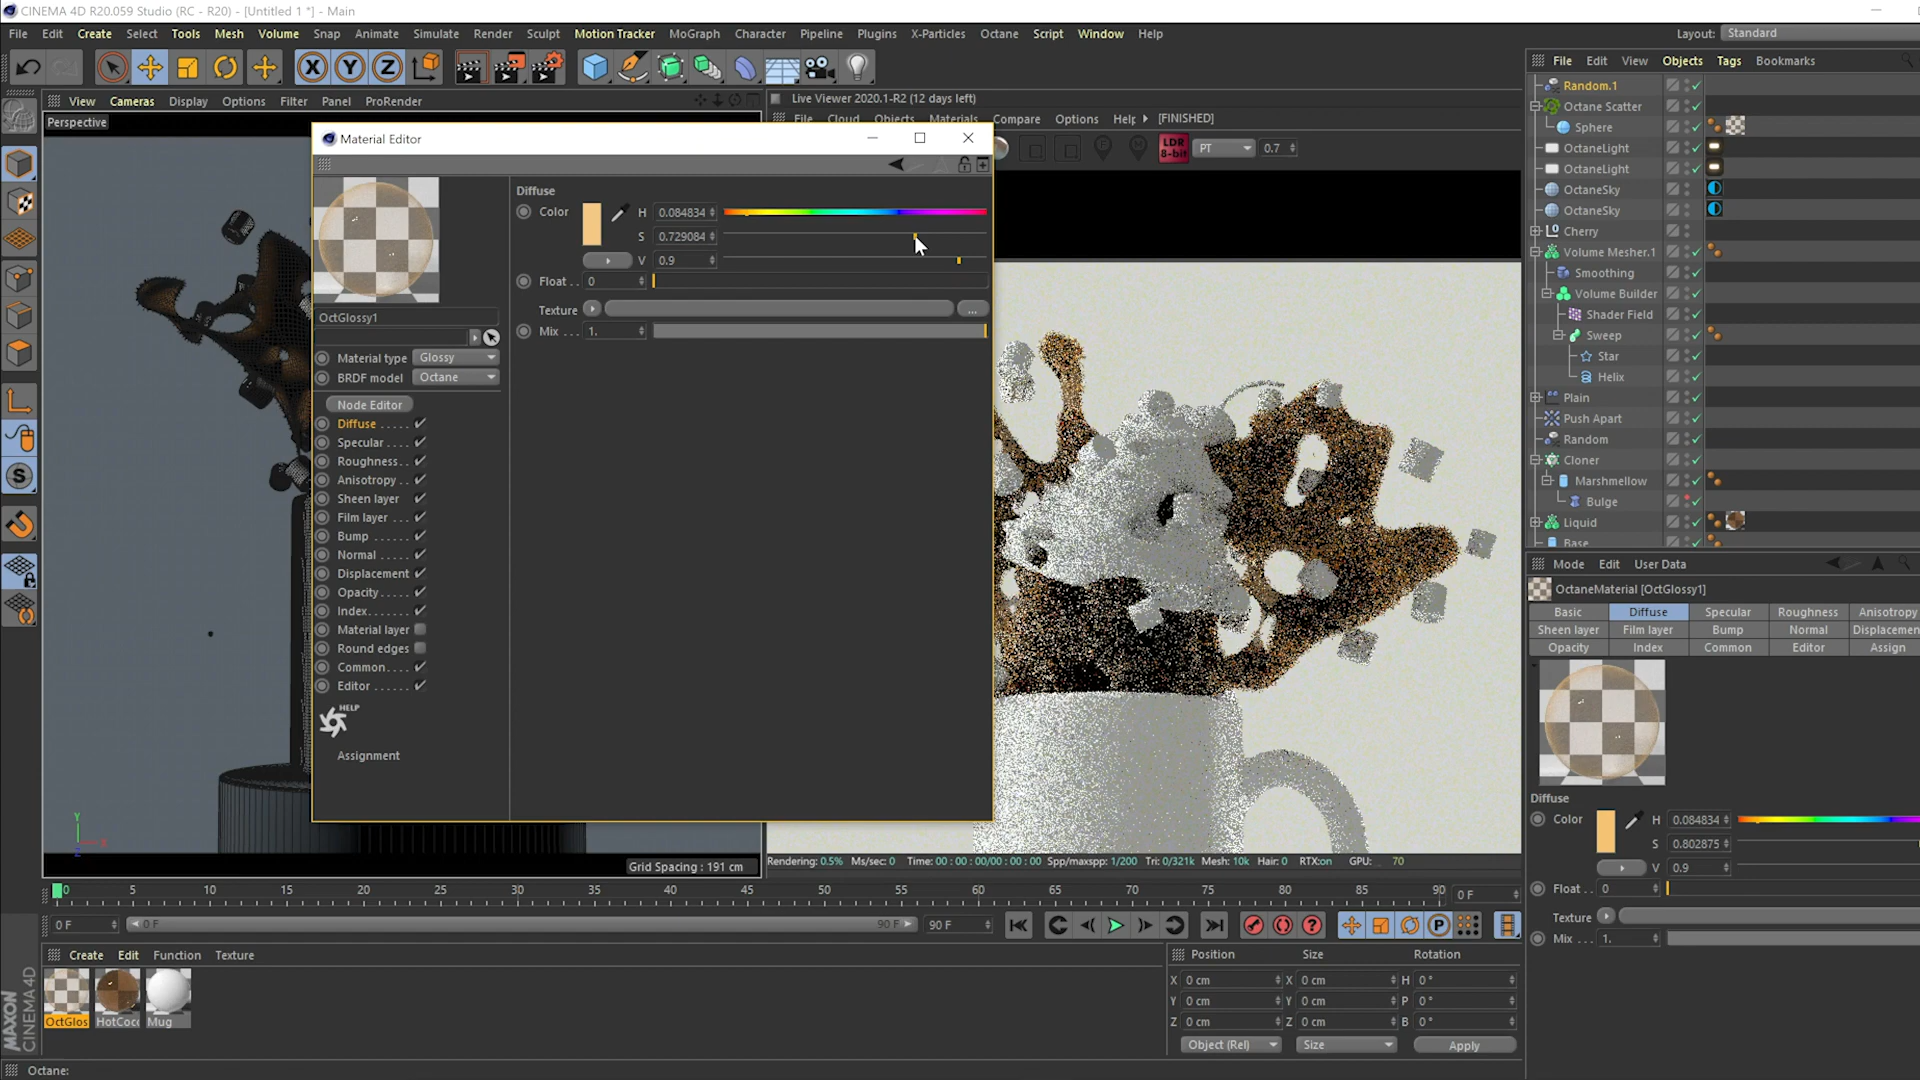 CINEMA 4D R20.059 Studio (RC - R20) - [Untitled 1 *] - Main
File Edit Create Select Tools Mesh Volume Snap Animate Simulate Render Sculpt Motion Tracker MoGraph Character Pipeline Plugins X-Particles Octane Script Window Help
Layout: Standard
X Y Z
LDR
8-bit
PT 0.7
File Edit View Objects Tags Bookmarks
View Cameras Display Options Filter Panel ProRender
Live Viewer 2020.1-R2 (12 days left)
File Cloud Objects Materials Compare Options Help [FINISHED]
Perspective
Material Editor
Diffuse
Color H 0.084834
S 0.729084
V 0.9
Float . . 0
Texture ...
Mix . . . 1.
OctGlossy1
Material type Glossy
BRDF model Octane
Node Editor
Diffuse . . . . .
Specular . . . .
Roughness. .
Anisotropy . .
Sheen layer
Film layer . . .
Bump . . . . . .
Normal . . . . .
Displacement
Opacity. . . . .
Index. . . . . . .
Material layer
Round edges
Common. . . .
Editor . . . . . .
HELP
Assignment
Random.1
Octane Scatter
Sphere
OctaneLight
OctaneLight
OctaneSky
OctaneSky
Cherry
Volume Mesher.1
Smoothing
Volume Builder
Shader Field
Sweep
Star
Helix
Plain
Push Apart
Random
Cloner
Marshmellow
Bulge
Liquid
Base
Mode Edit User Data
OctaneMaterial [OctGlossy1]
Basic Diffuse Specular Roughness Anisotropy
Sheen layer Film layer Bump Normal Displacemen
Opacity Index Common Editor Assign
Diffuse
Color H 0.084834
S 0.802875
V 0.9
Float . . 0
Texture
Mix . . . 1.
Y
X
Z
Grid Spacing : 191 cm
Rendering: 0.5% Ms/sec: 0 Time: 00 : 00 : 00/00 : 00 : 00 Spp/maxspp: 1/200 Tri: 0/321k Mesh: 10k Hair: 0 RTX:on GPU: 70
0 5 10 15 20 25 30 35 40 45 50 55 60 65 70 75 80 85 90 0 F
0 F 0 F 90 F 90 F
P
Create Edit Function Texture
OctGlos HotCoco Mug
Position Size Rotation
X 0 cm X 0 cm H 0 °
Y 0 cm Y 0 cm P 0 °
Z 0 cm Z 0 cm B 0 °
Object (Rel) Size Apply
MAXON
CINEMA 4D
Octane: